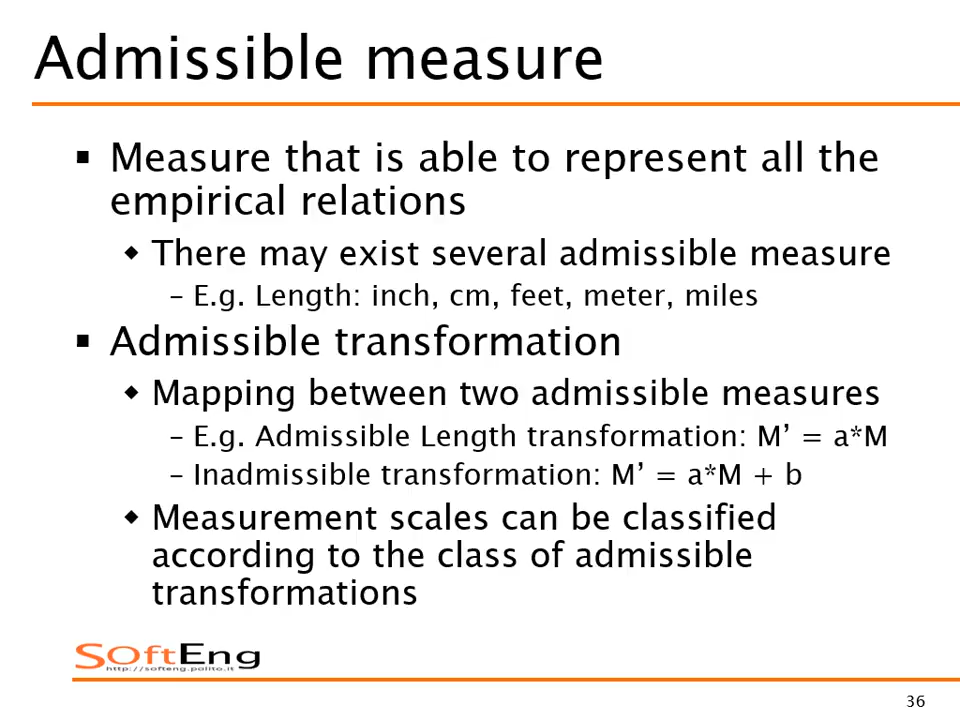 Admissible measure
▪ Measure that is able to represent all the
empirical relations
◆ There may exist several admissible measure
– E.g. Length: inch, cm, feet, meter, miles
▪ Admissible transformation
◆ Mapping between two admissible measures
– E.g. Admissible Length transformation: M’ = a*M
– Inadmissible transformation: M’ = a*M + b
◆ Measurement scales can be classified
according to the class of admissible
transformations
SOftEng
http://softeng.polito.it
36